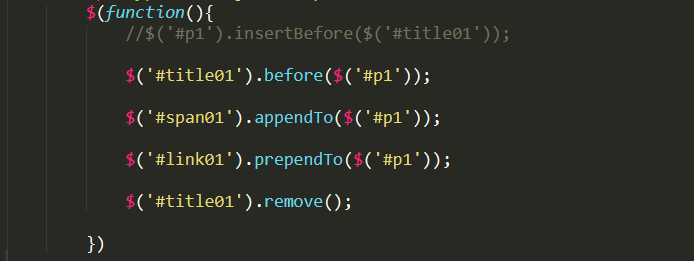 $(function(){
//$('#p1').insertBefore($('#title01'));
$('#title01').before($('#p1'));
$('#span01').appendTo($('#p1'));
$('#link01').prependTo($('#p1'));
$('#title01').remove();
})